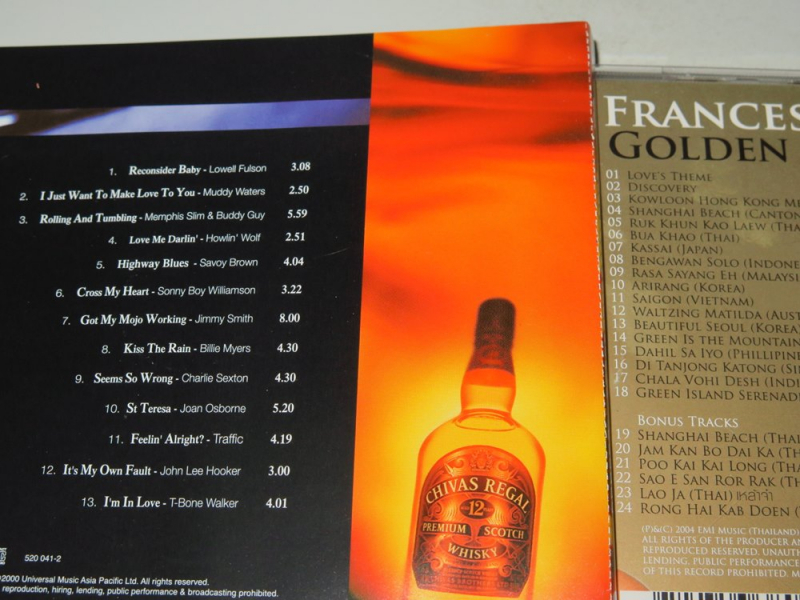 1. Reconsider Baby - Lowell Fulson 3.08
2. I Just Want To Make Love To You - Muddy Waters 2.50
3. Rolling And Tumbling - Memphis Slim & Buddy Guy 5.59
4. Love Me Darlin' - Howlin' Wolf 2.51
5. Highway Blues - Savoy Brown 4.04
6. Cross My Heart - Sonny Boy Williamson 3.22
7. Got My Mojo Working - Jimmy Smith 8.00
8. Kiss The Rain - Billie Myers 4.30
9. Seems So Wrong - Charlie Sexton 4.30
10. St Teresa - Joan Osborne 5.20
11. Feelin' Alright? - Traffic 4.19
12. It's My Own Fault - John Lee Hooker 3.00
13. I'm In Love - T-Bone Walker 4.01
520 041-2
©2000 Universal Music Asia Pacific Ltd. All rights reserved.
reproduction, hiring, lending, public performance & broadcasting prohibited.
CHIVAS REGAL
12
PREMIUM SCOTCH
WHISKY
FRANCES
GOLDEN
01 LOVE'S THEME
02 DISCOVERY
03 KOWLOON HONG KONG
04 SHANGHAI BEACH (CANTON
05 RUK KHUN KAO LAEW (THA
06 BUA KHAO (THAI)
07 KASSAI (JAPAN)
08 BENGAWAN SOLO (INDONE
09 RASA SAYANG EH (MALAYSI
10 ARIRANG (KOREA)
11 SAIGON (VIETNAM)
12 WALTZING MATILDA (AUST
13 BEAUTIFUL SEOUL (KOREA
14 GREEN IS THE MOUNTAIN
15 DAHIL SA IYO (PHILLIPINE
16 DI TANJONG KATONG (SI
17 CHALA VOHI DESH (INDI
18 GREEN ISLAND SERENAD
BONUS TRACKS
19 SHANGHAI BEACH (THAI
20 JAM KAN BO DAI KA (TH
21 POO KAI KAI LONG (THA
22 SAO E SAN ROR RAK (TH
23 LAO JA (THAI) เหล่าจ๋า
24 RONG HAI KAB DOEN (
(P)&(C) 2004 EMI MUSIC (THAILAND)
ALL RIGHTS OF THE PRODUCER AN
REPRODUCED RESERVED. UNAUT
LENDING, PUBLIC PERFORMANCE
OF THIS RECORD PROHIBITED. M